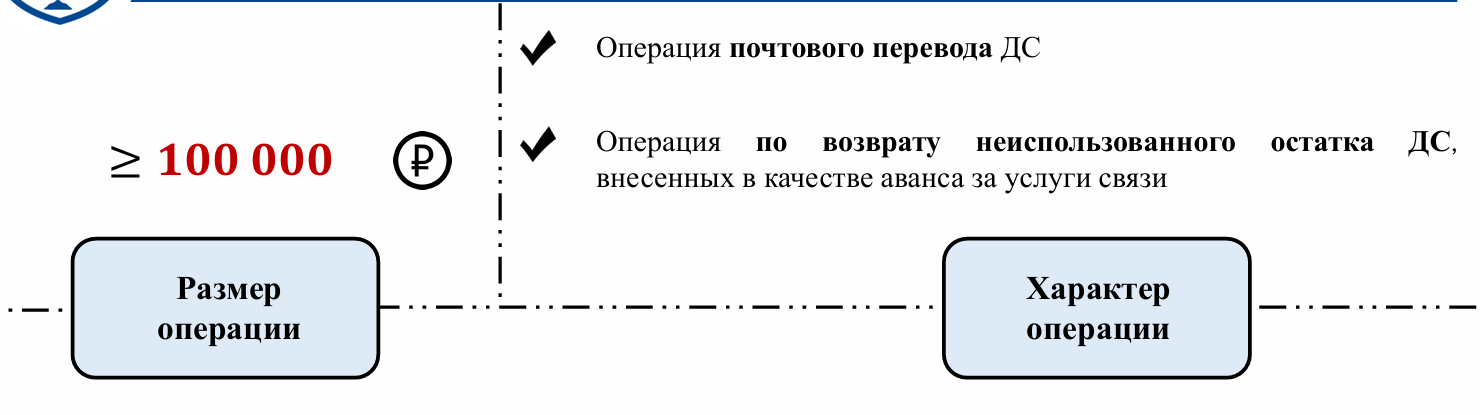 Операция почтового перевода ДС
≥ 100 000 ₽
Операция по возврату неиспользованного остатка ДС,
внесенных в качестве аванса за услуги связи
Размер
операции
Характер
операции